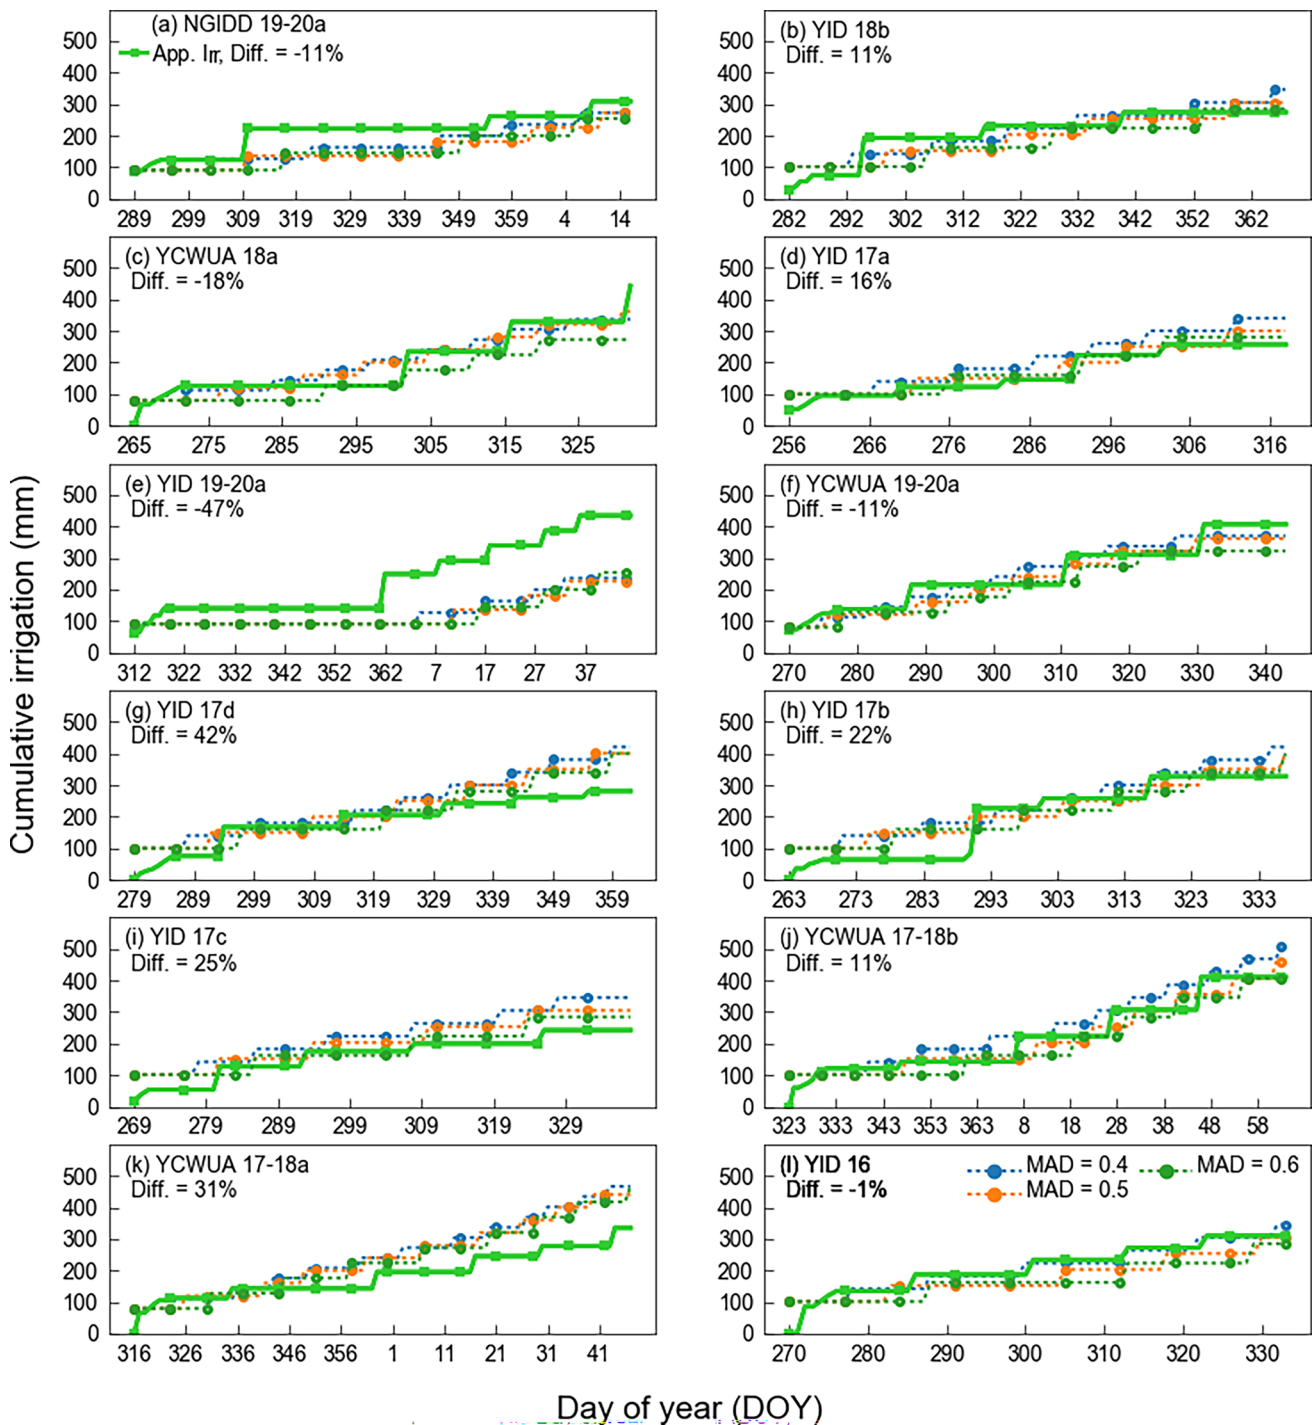 (a) NGIDD 19-20a
App. Irr, Diff. = -11%
500
400
300
200
100
0
289 299 309 319 329 339 349 359 4 14
(b) YID 18b
Diff. = 11%
500
400
300
200
100
0
282 292 302 312 322 332 342 352 362
(c) YCWUA 18a
Diff. = -18%
500
400
300
200
100
0
265 275 285 295 305 315 325
(d) YID 17a
Diff. = 16%
500
400
300
200
100
0
256 266 276 286 296 306 316
(e) YID 19-20a
Diff. = -47%
500
400
300
200
100
0
312 322 332 342 352 362 7 17 27 37
(f) YCWUA 19-20a
Diff. = -11%
500
400
300
200
100
0
270 280 290 300 310 320 330 340
(g) YID 17d
Diff. = 42%
500
400
300
200
100
0
279 289 299 309 319 329 339 349 359
(h) YID 17b
Diff. = 22%
500
400
300
200
100
0
263 273 283 293 303 313 323 333
(i) YID 17c
Diff. = 25%
500
400
300
200
100
0
269 279 289 299 309 319 329
(j) YCWUA 17-18b
Diff. = 11%
500
400
300
200
100
0
323 333 343 353 363 8 18 28 38 48 58
(k) YCWUA 17-18a
Diff. = 31%
500
400
300
200
100
0
316 326 336 346 356 1 11 21 31 41
(l) YID 16
Diff. = -1%
MAD = 0.4 MAD = 0.6
MAD = 0.5
500
400
300
200
100
0
270 280 290 300 310 320 330
Cumulative irrigation (mm)
Day of year (DOY)